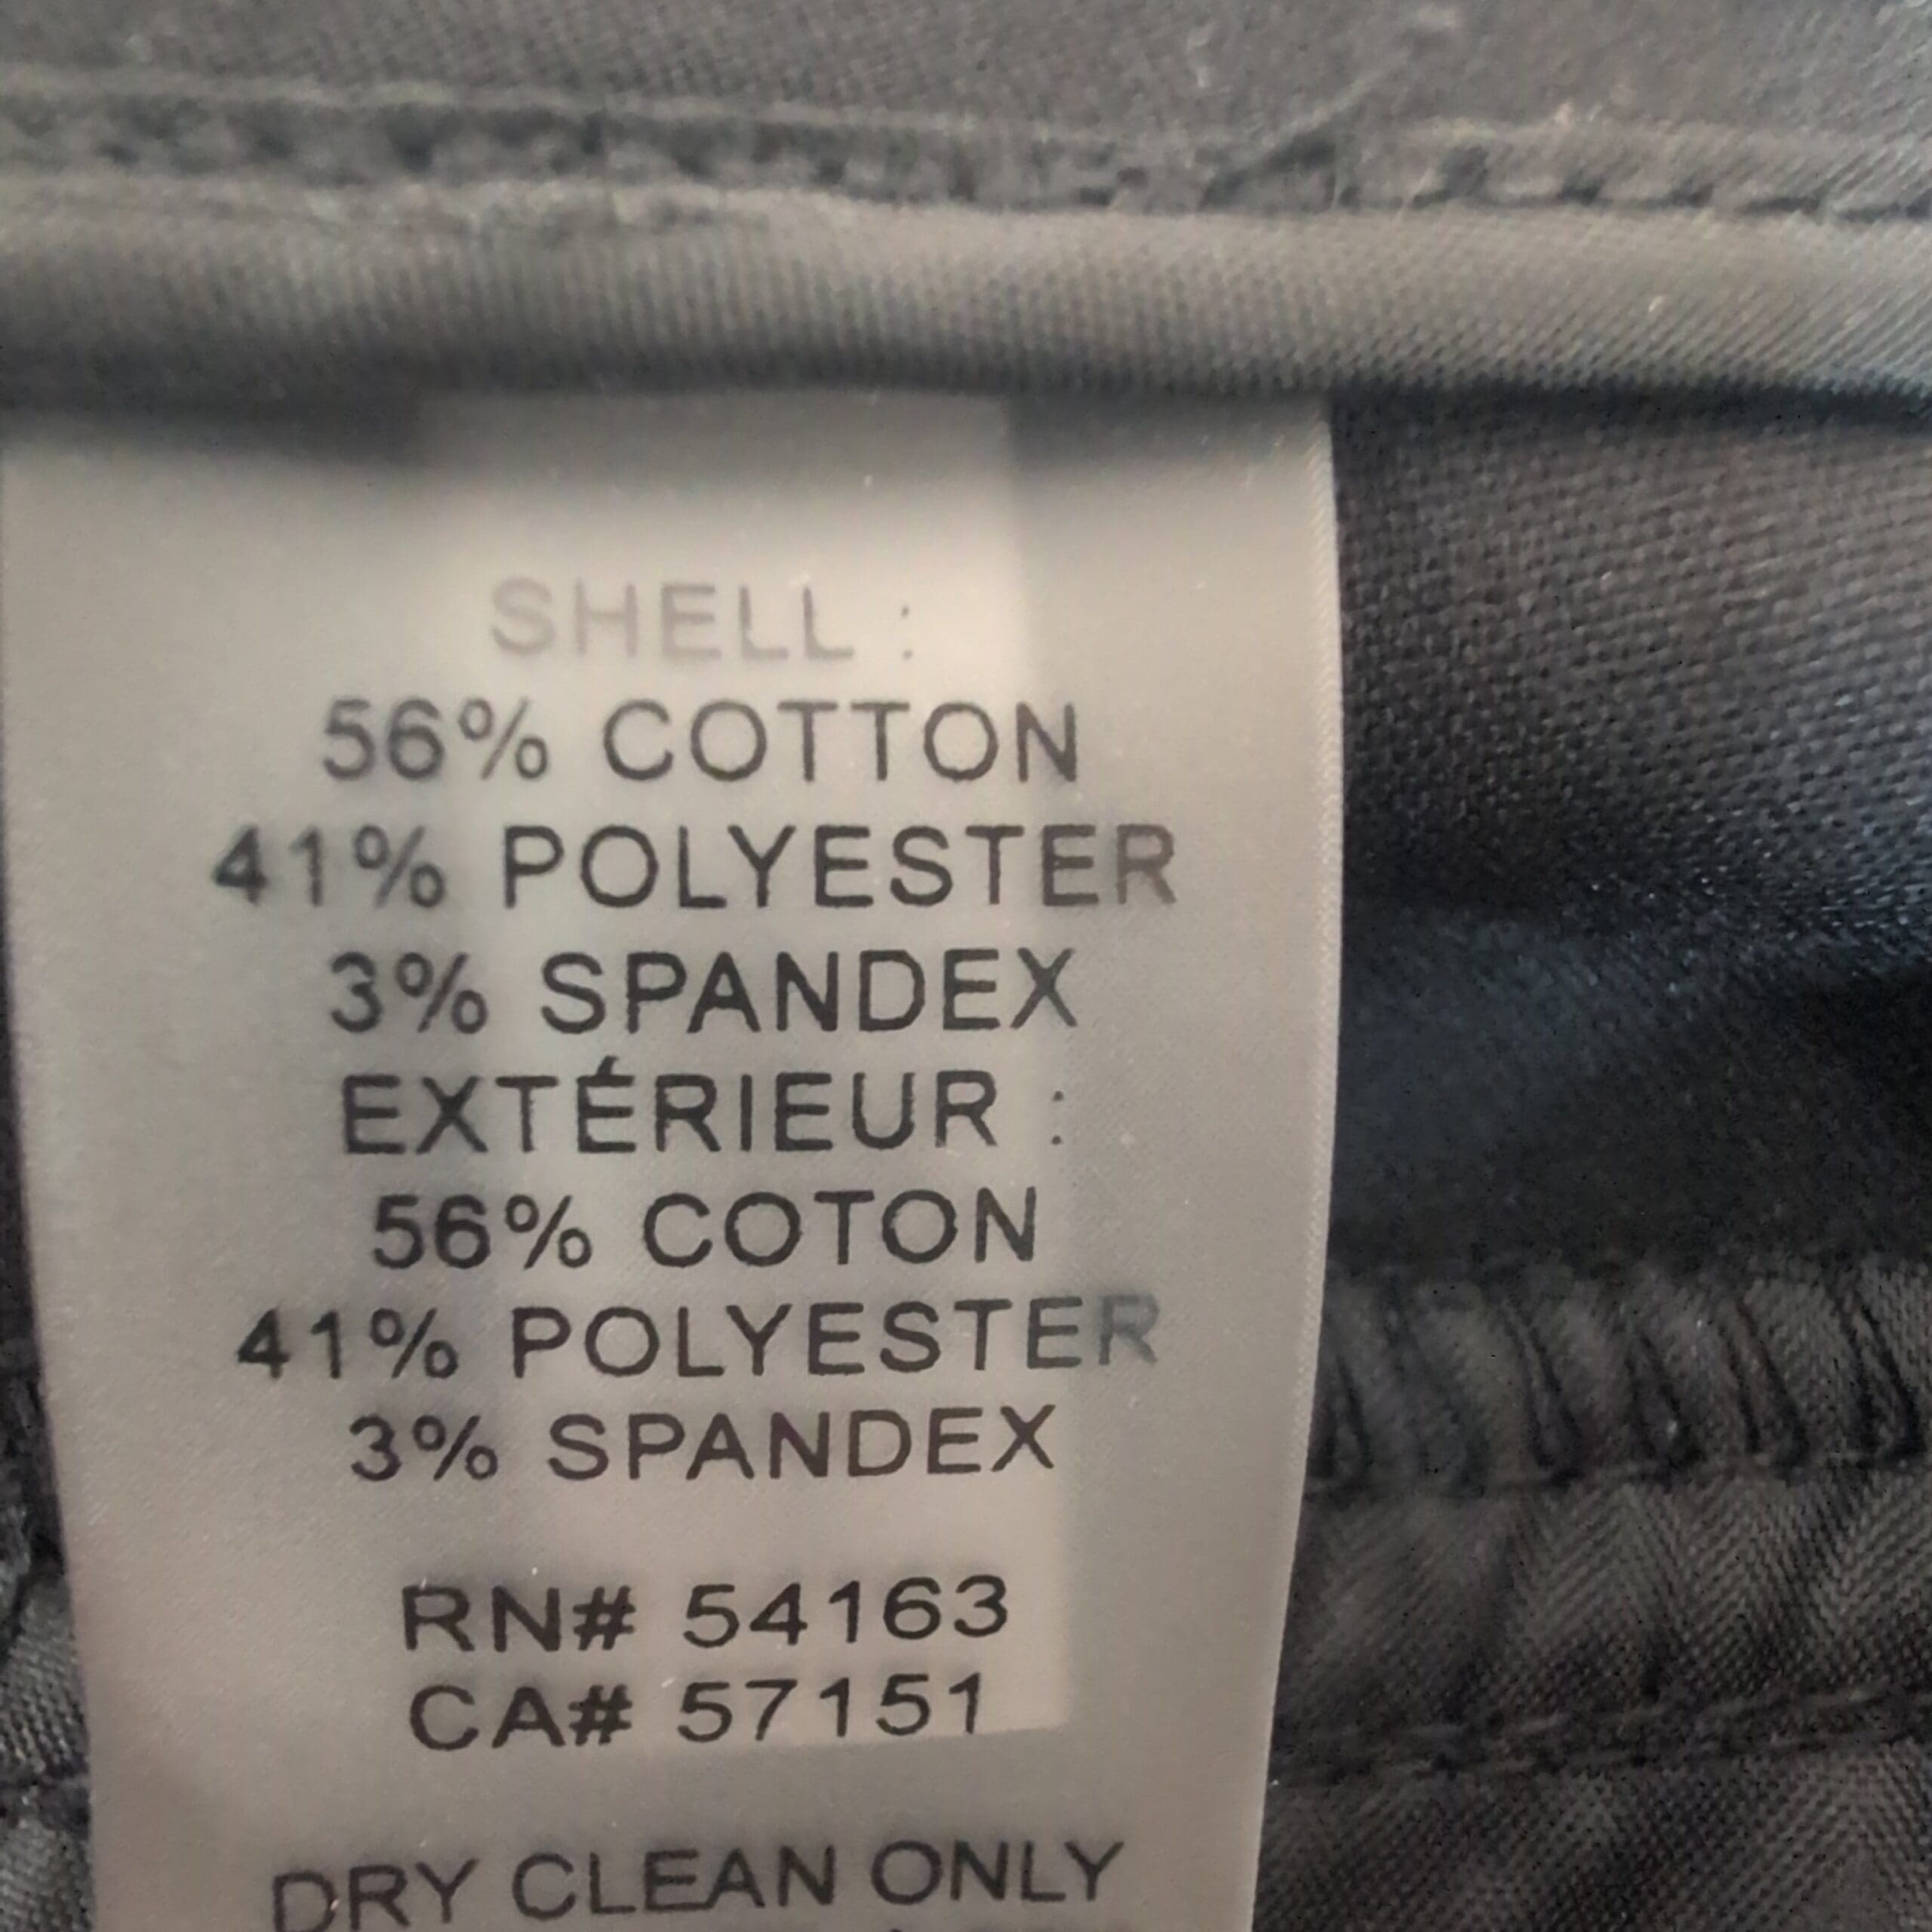 SHELL :
56% COTTON
41% POLYESTER
3% SPANDEX
EXTÉRIEUR :
56% COTON
41% POLYESTER
3% SPANDEX
RN# 54163
CA# 57151
DRY CLEAN ONLY